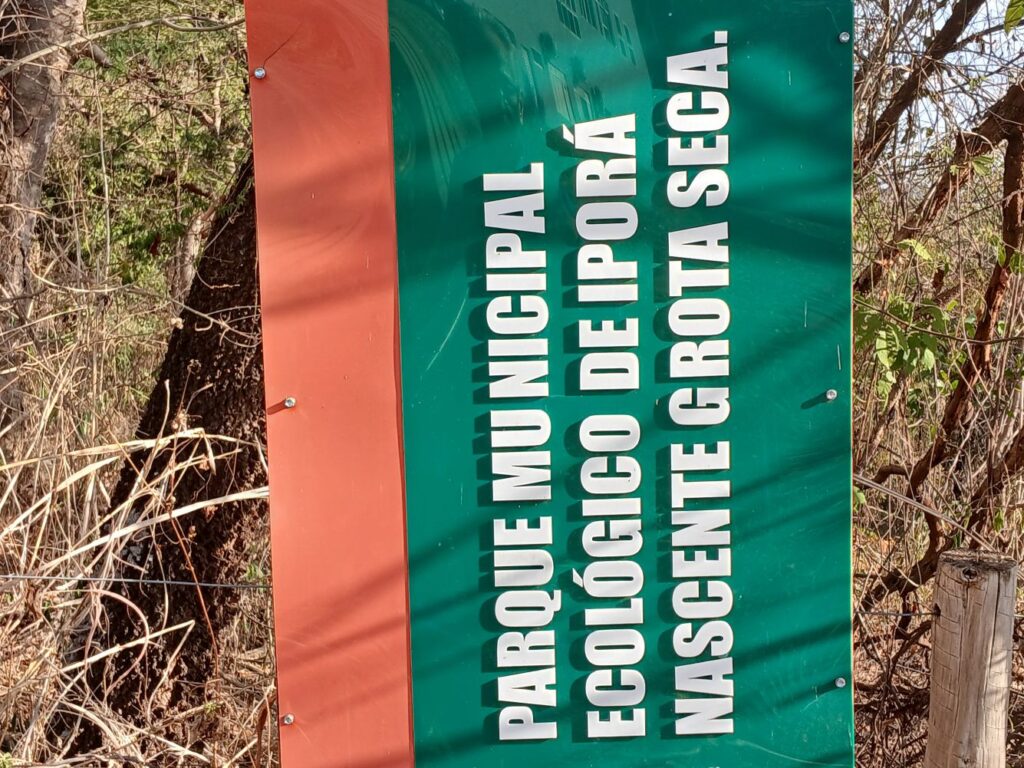 PARQUE MUNICIPAL
ECOLÓGICO DE IPORÁ
NASCENTE GROTA SECA.